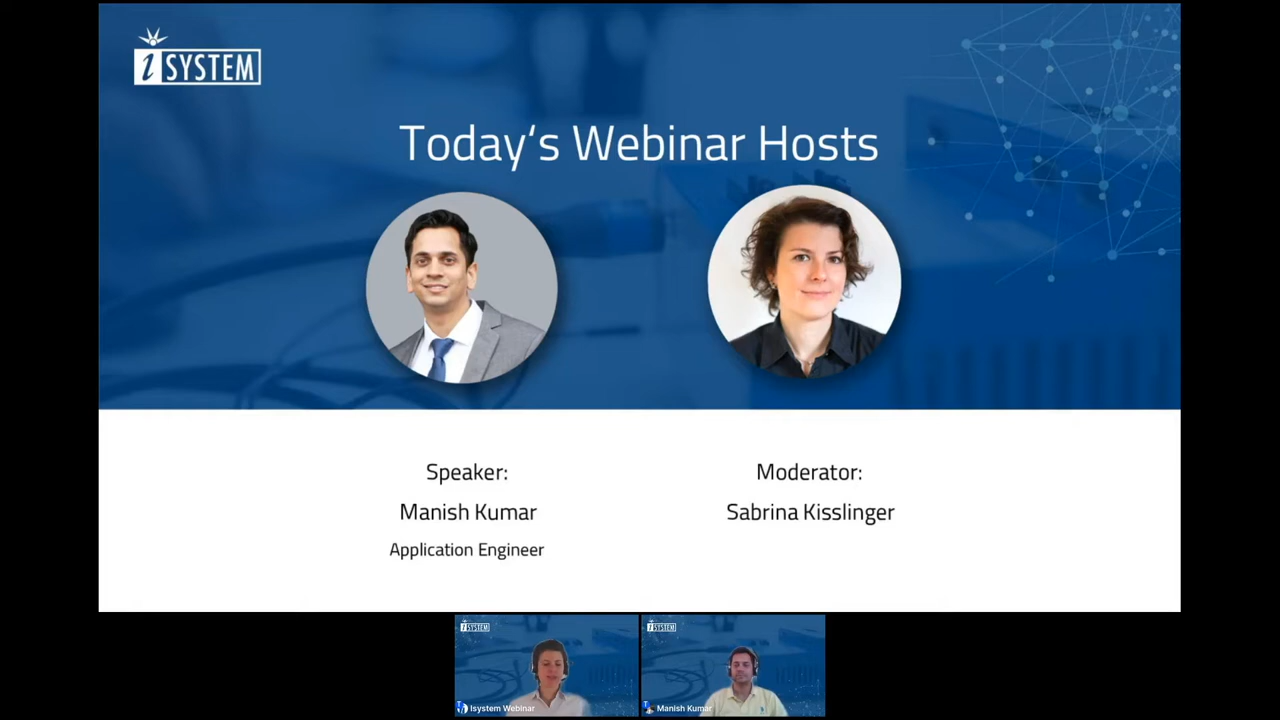 iSYSTEM
Today‘s Webinar Hosts
Speaker:
Moderator:
Manish Kumar
Sabrina Kisslinger
Application Engineer
iSYSTEM
iSYSTEM
Isystem Webinar
Manish Kumar